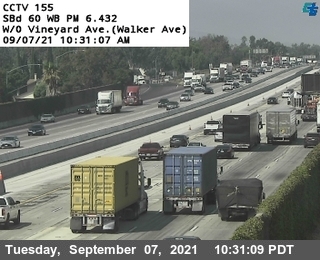 CCTV 155
SBd 60 WB PM 6.432
W/O Vineyard Ave.(Walker Ave)
09/07/21 10:31:07 AM
Tuesday, September 07, 2021 10:31:09 PDT